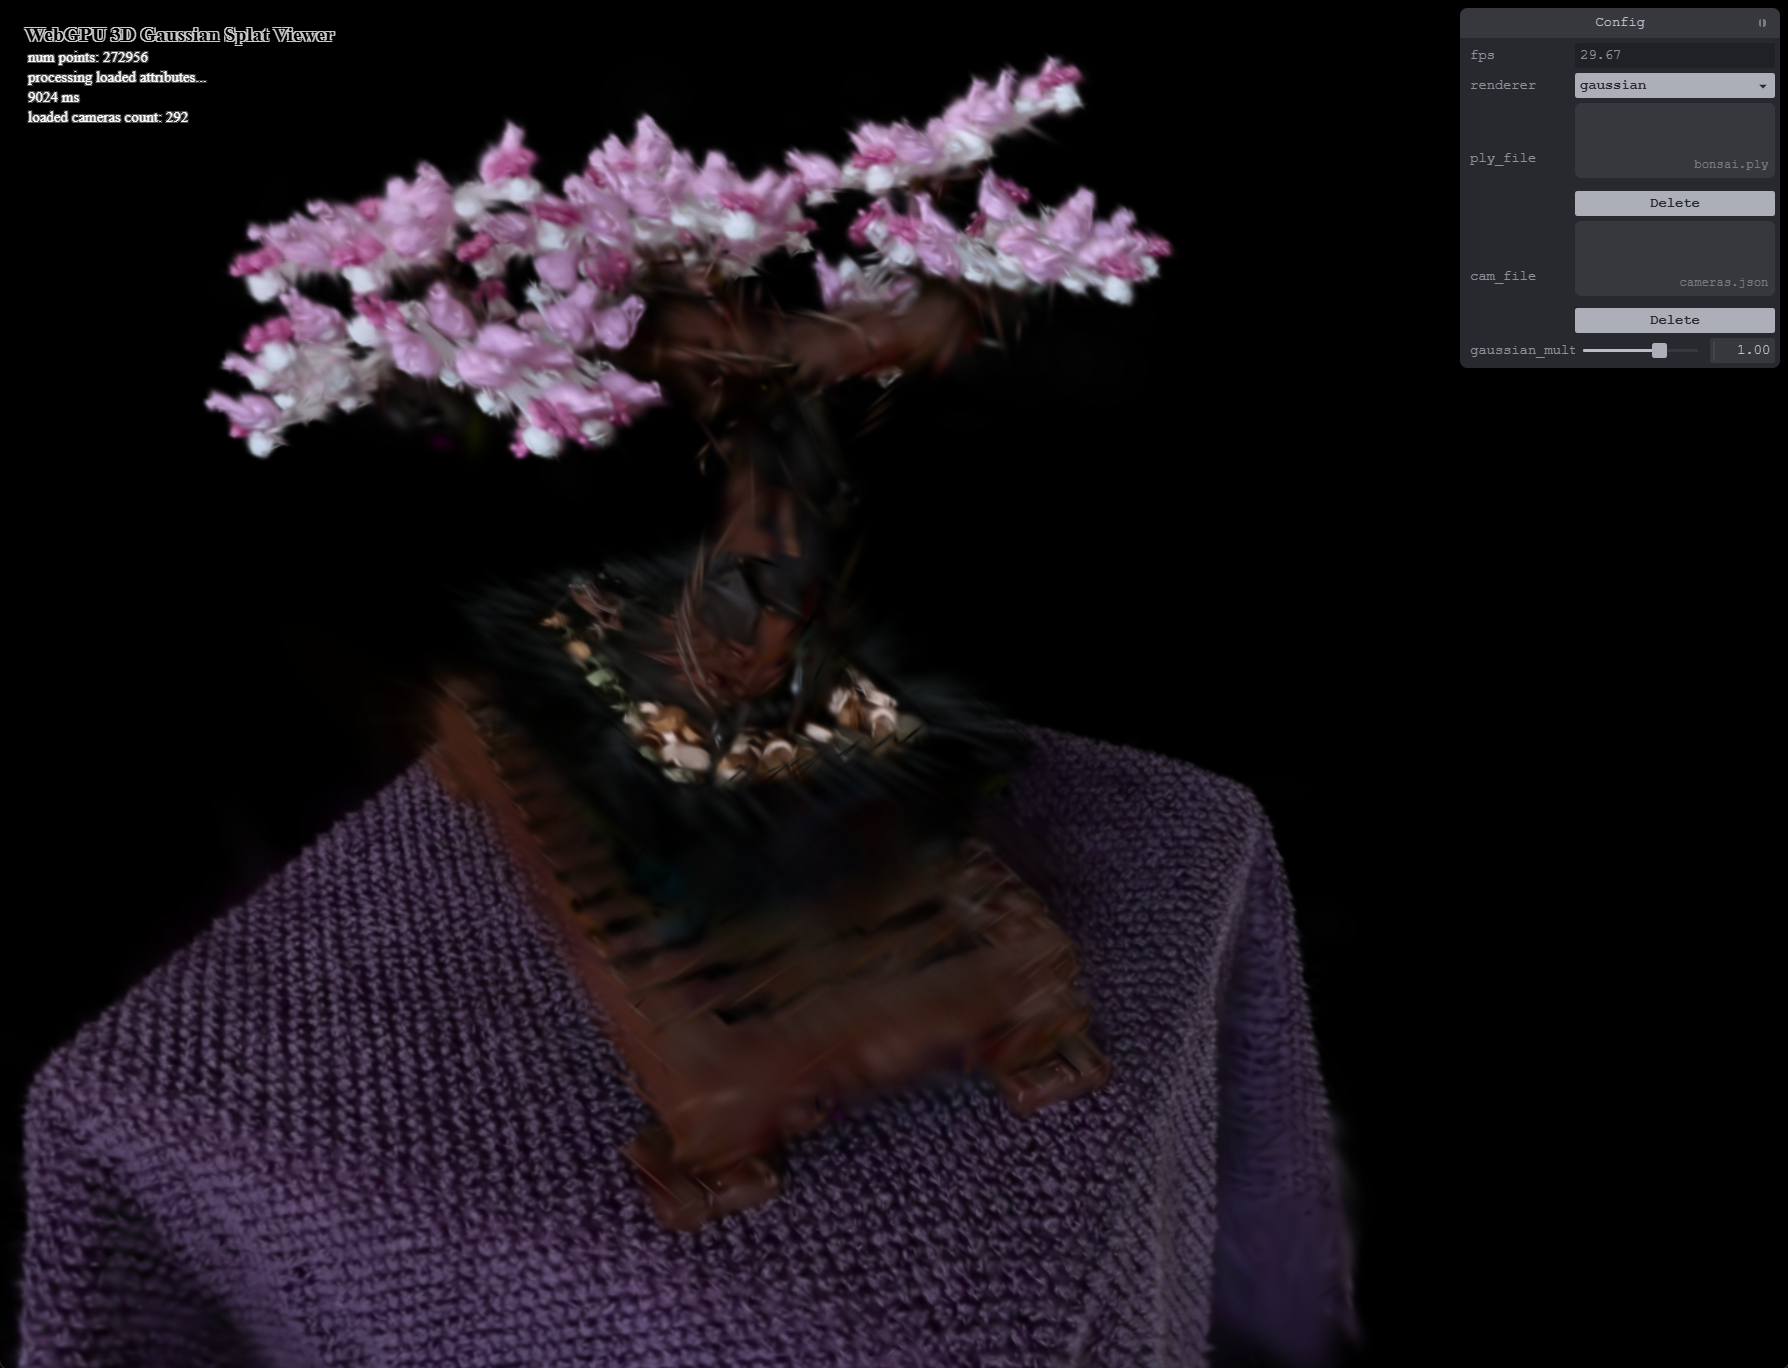 WebGPU 3D Gaussian Splat Viewer
num points: 272956
processing loaded attributes...
9024 ms
loaded cameras count: 292
Config
fps 29.67
renderer gaussian
ply_file bonsai.ply
Delete
cam_file cameras.json
Delete
gaussian_mult 1.00